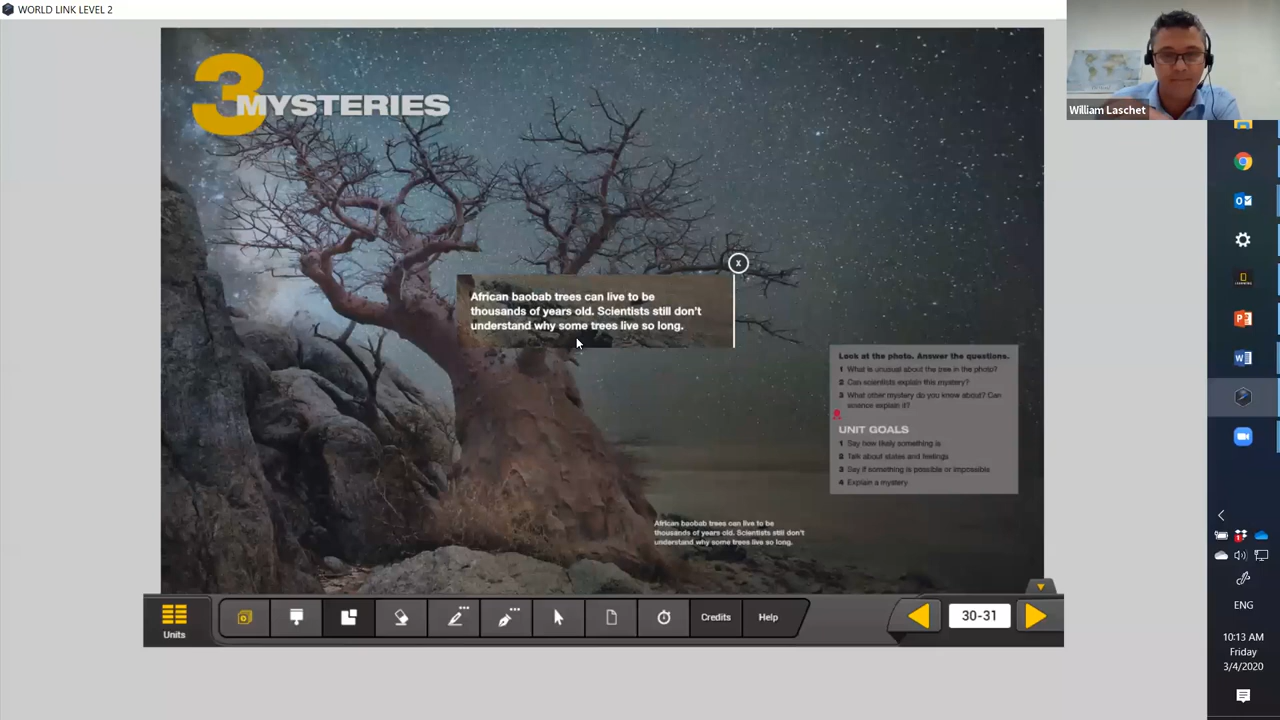 WORLD LINK LEVEL 2
3
MYSTERIES
William Laschet
x
African baobab trees can live to be
thousands of years old. Scientists still don't
understand why some trees live so long.
Look at the photo. Answer the questions.
1 What is unusual about the tree in the photo?
2 Can scientists explain this mystery?
3 What other mystery do you know about? Can
science explain it?
UNIT GOALS
1 Say how likely something is
2 Talk about states and feelings
3 Say if something is possible or impossible
4 Explain a mystery
African baobab trees can live to be
thousands of years old. Scientists still don't
understand why some trees live so long.
Units
Credits
Help
30-31
ENG
10:13 AM
Friday
3/4/2020